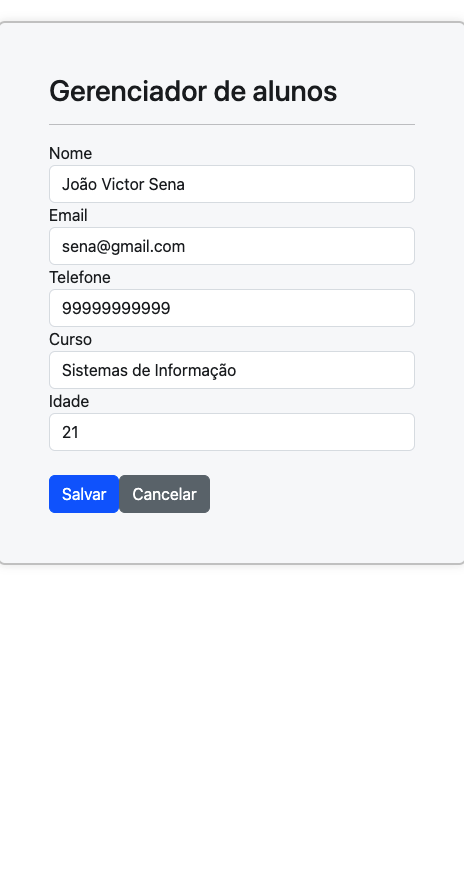 Gerenciador de alunos
Nome
João Victor Sena
Email
sena@gmail.com
Telefone
99999999999
Curso
Sistemas de Informação
Idade
21
Salvar Cancelar